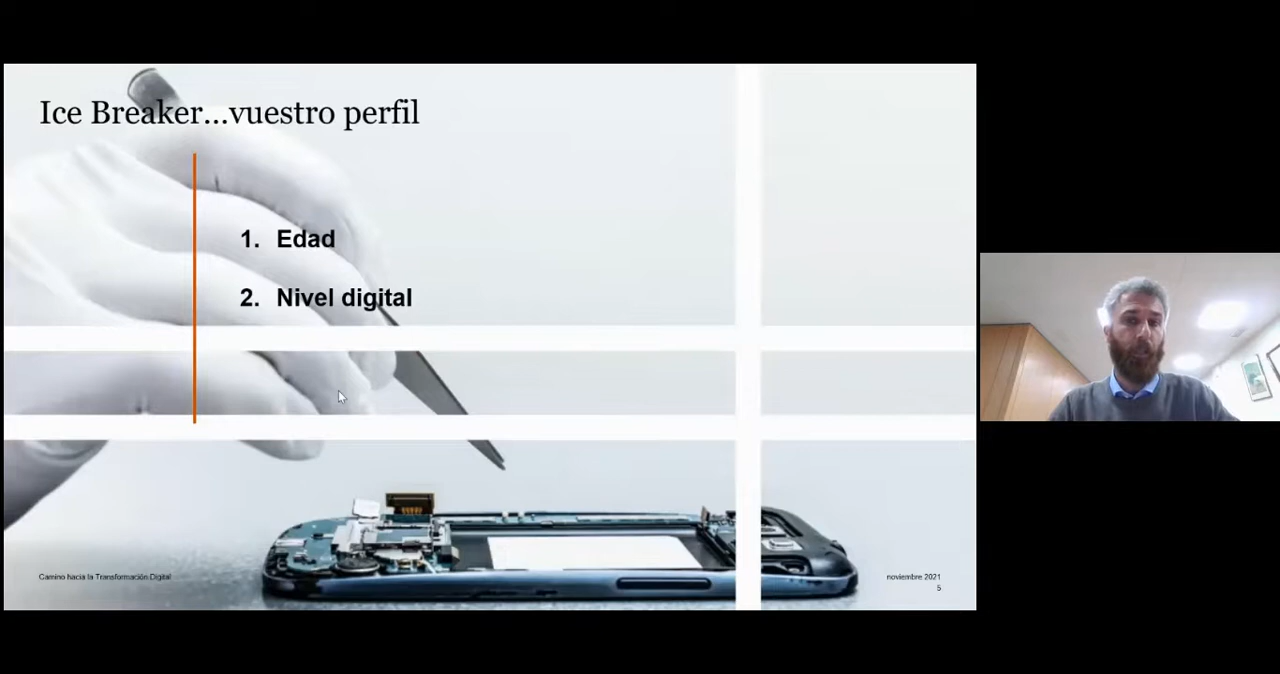 Ice Breaker...vuestro perfil
1. Edad
2. Nivel digital
Camino hacia la Transformación Digital
noviembre 2021
5